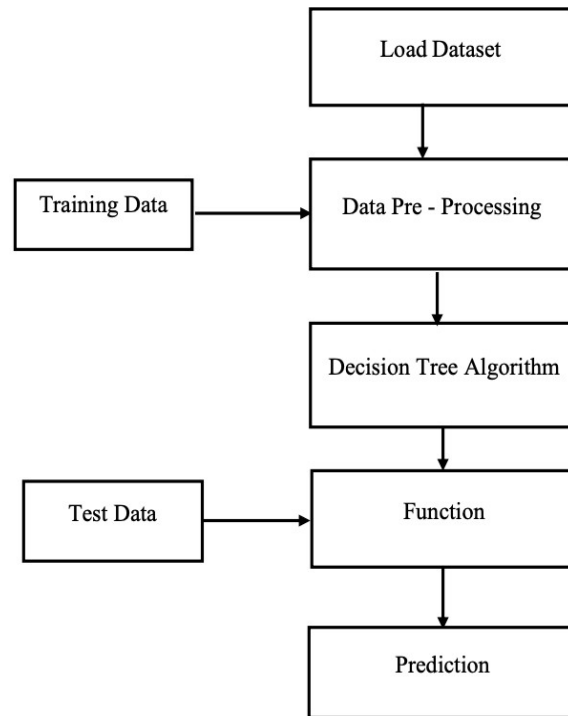 Load Dataset
Training Data
Data Pre - Processing
Decision Tree Algorithm
Test Data
Function
Prediction